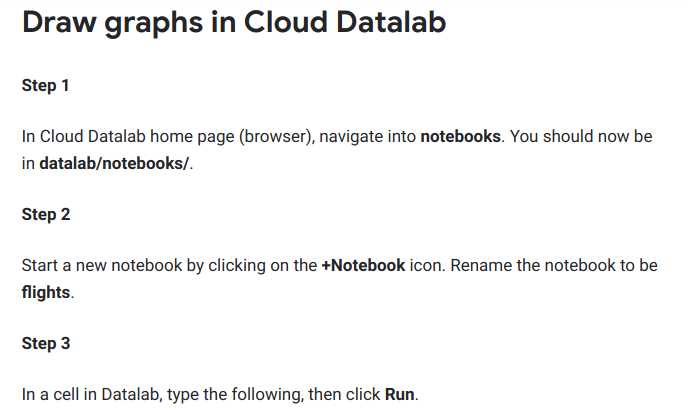 Draw graphs in Cloud Datalab
Step 1
In Cloud Datalab home page (browser), navigate into notebooks. You should now be
in datalab/notebooks/.
Step 2
Start a new notebook by clicking on the +Notebook icon. Rename the notebook to be
flights.
Step 3
In a cell in Datalab, type the following, then click Run.